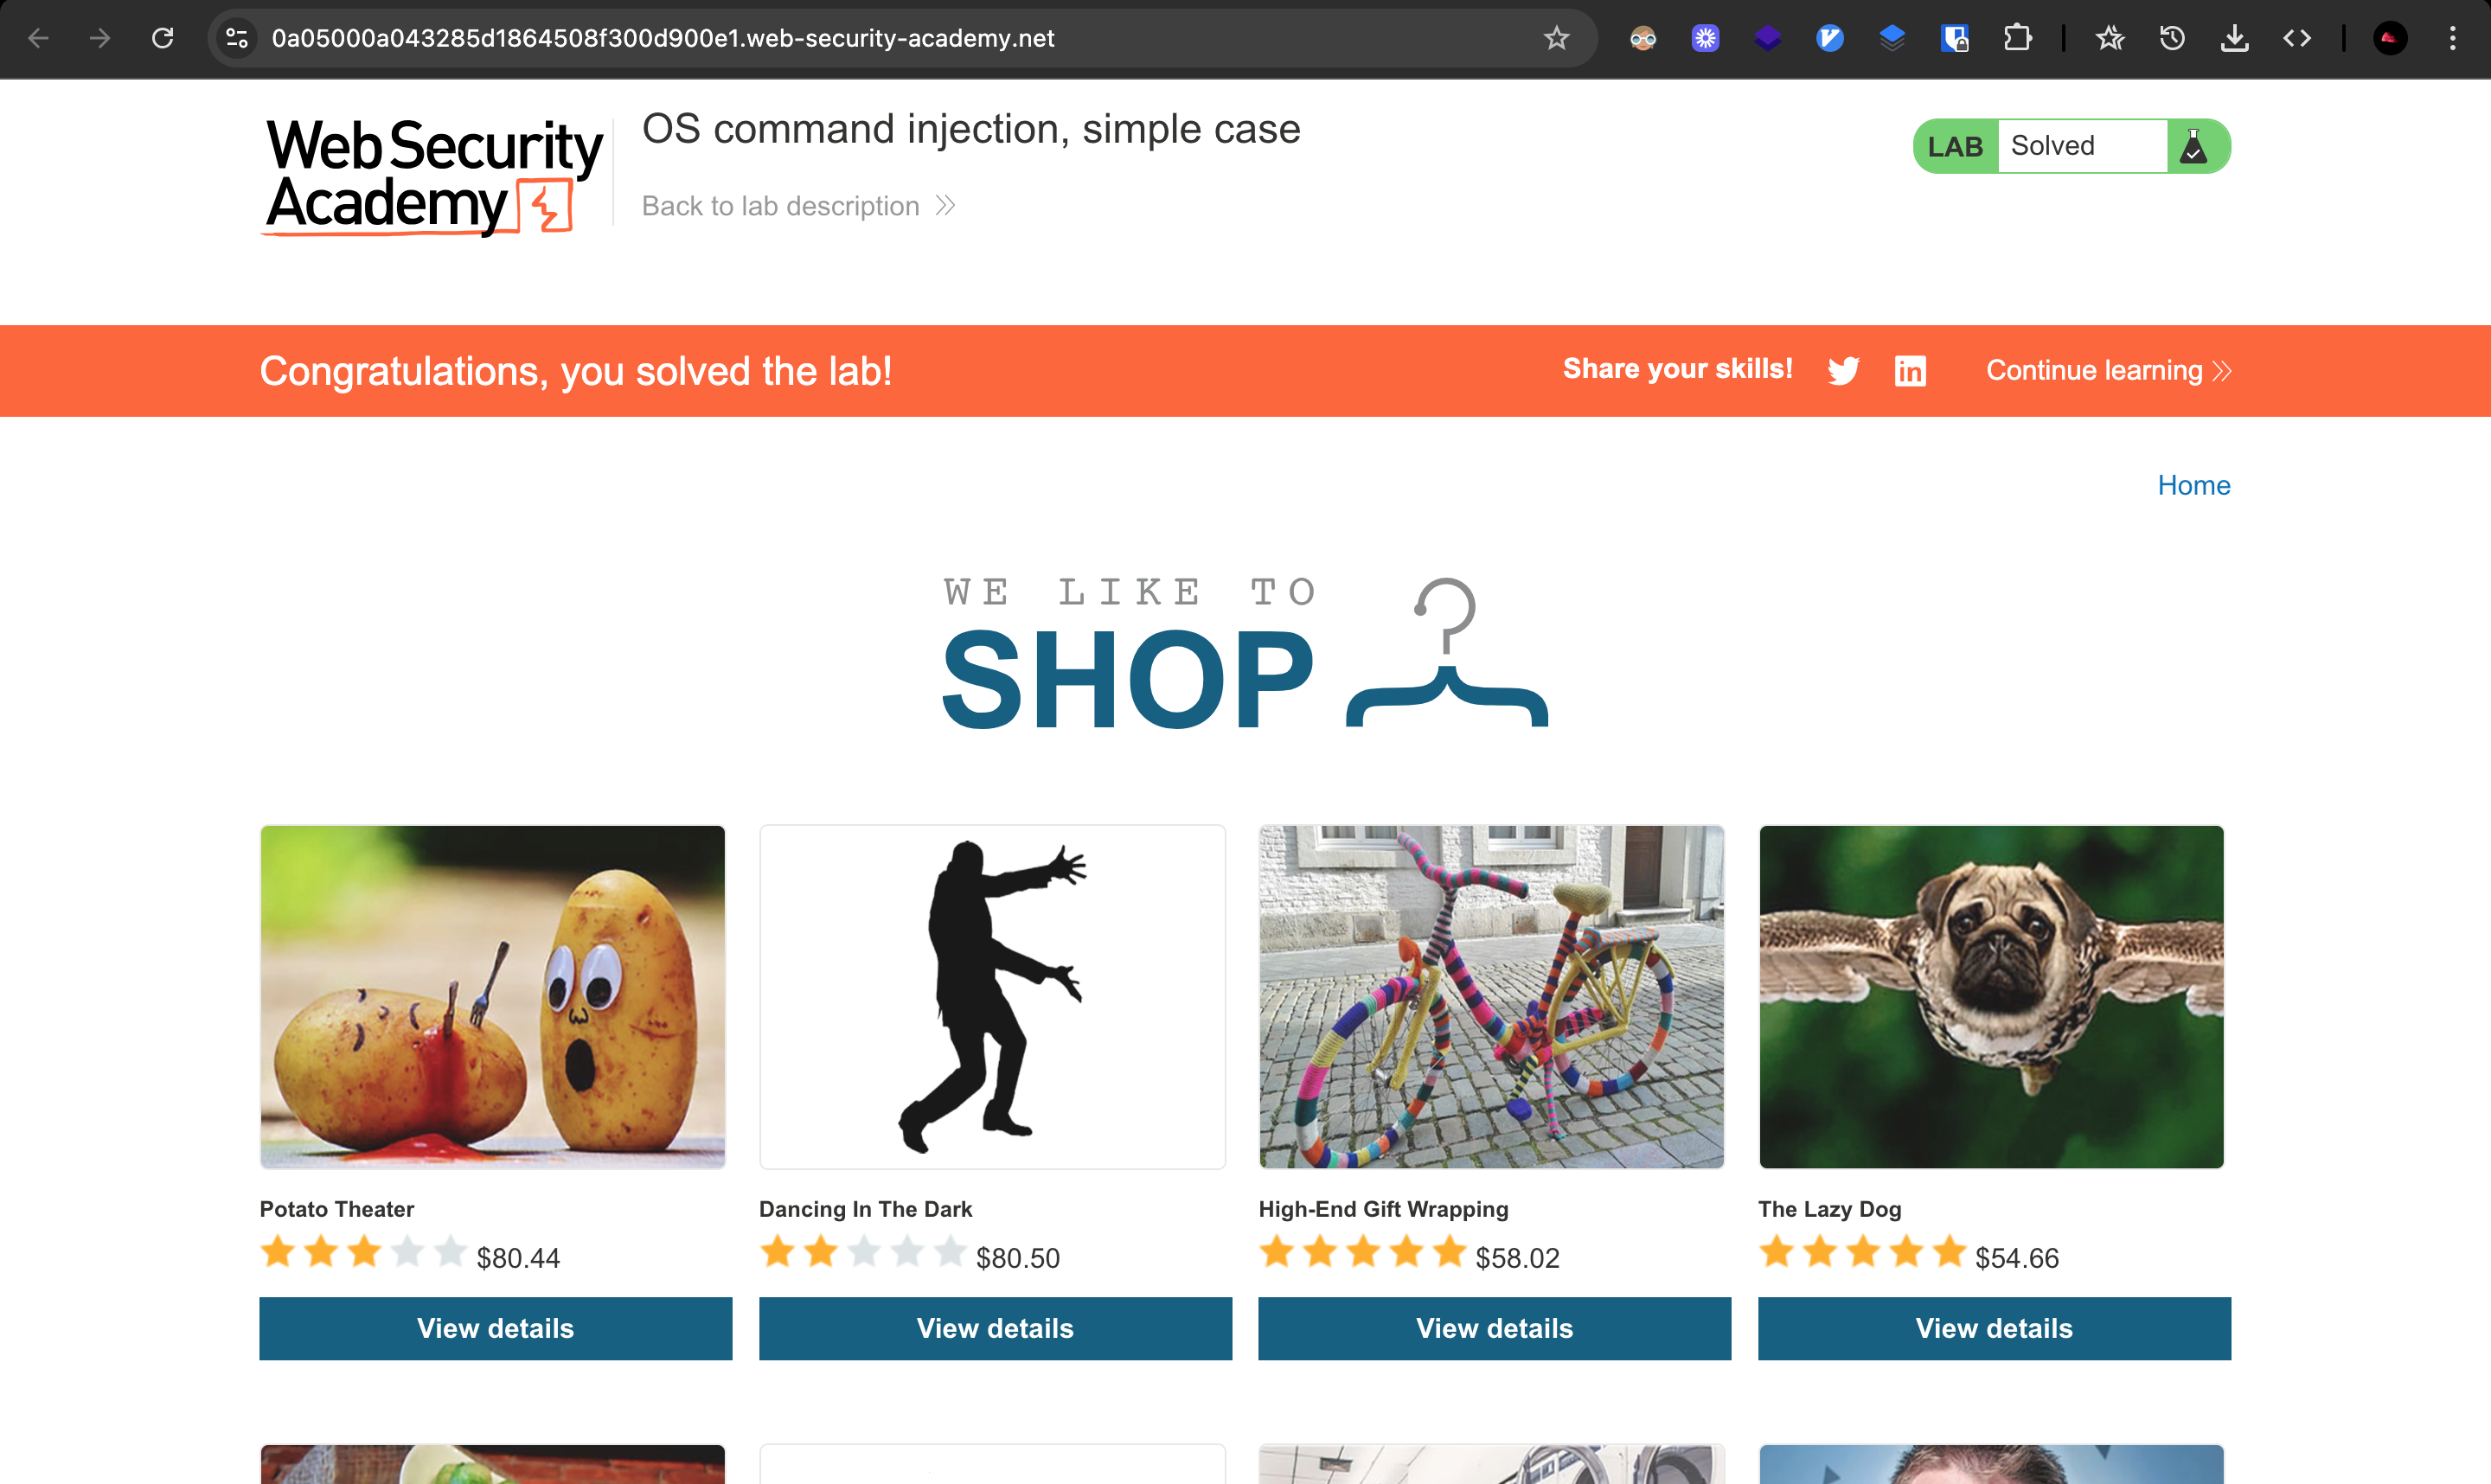 0a05000a043285d1864508f300d900e1.web-security-academy.net
WebSecurity
Academy
OS command injection, simple case
Back to lab description
LAB Solved
Congratulations, you solved the lab!
Share your skills!
Continue learning
Home
WE LIKE TO
SHOP
Potato Theater
$80.44
View details
Dancing In The Dark
$80.50
View details
High-End Gift Wrapping
$58.02
View details
The Lazy Dog
$54.66
View details